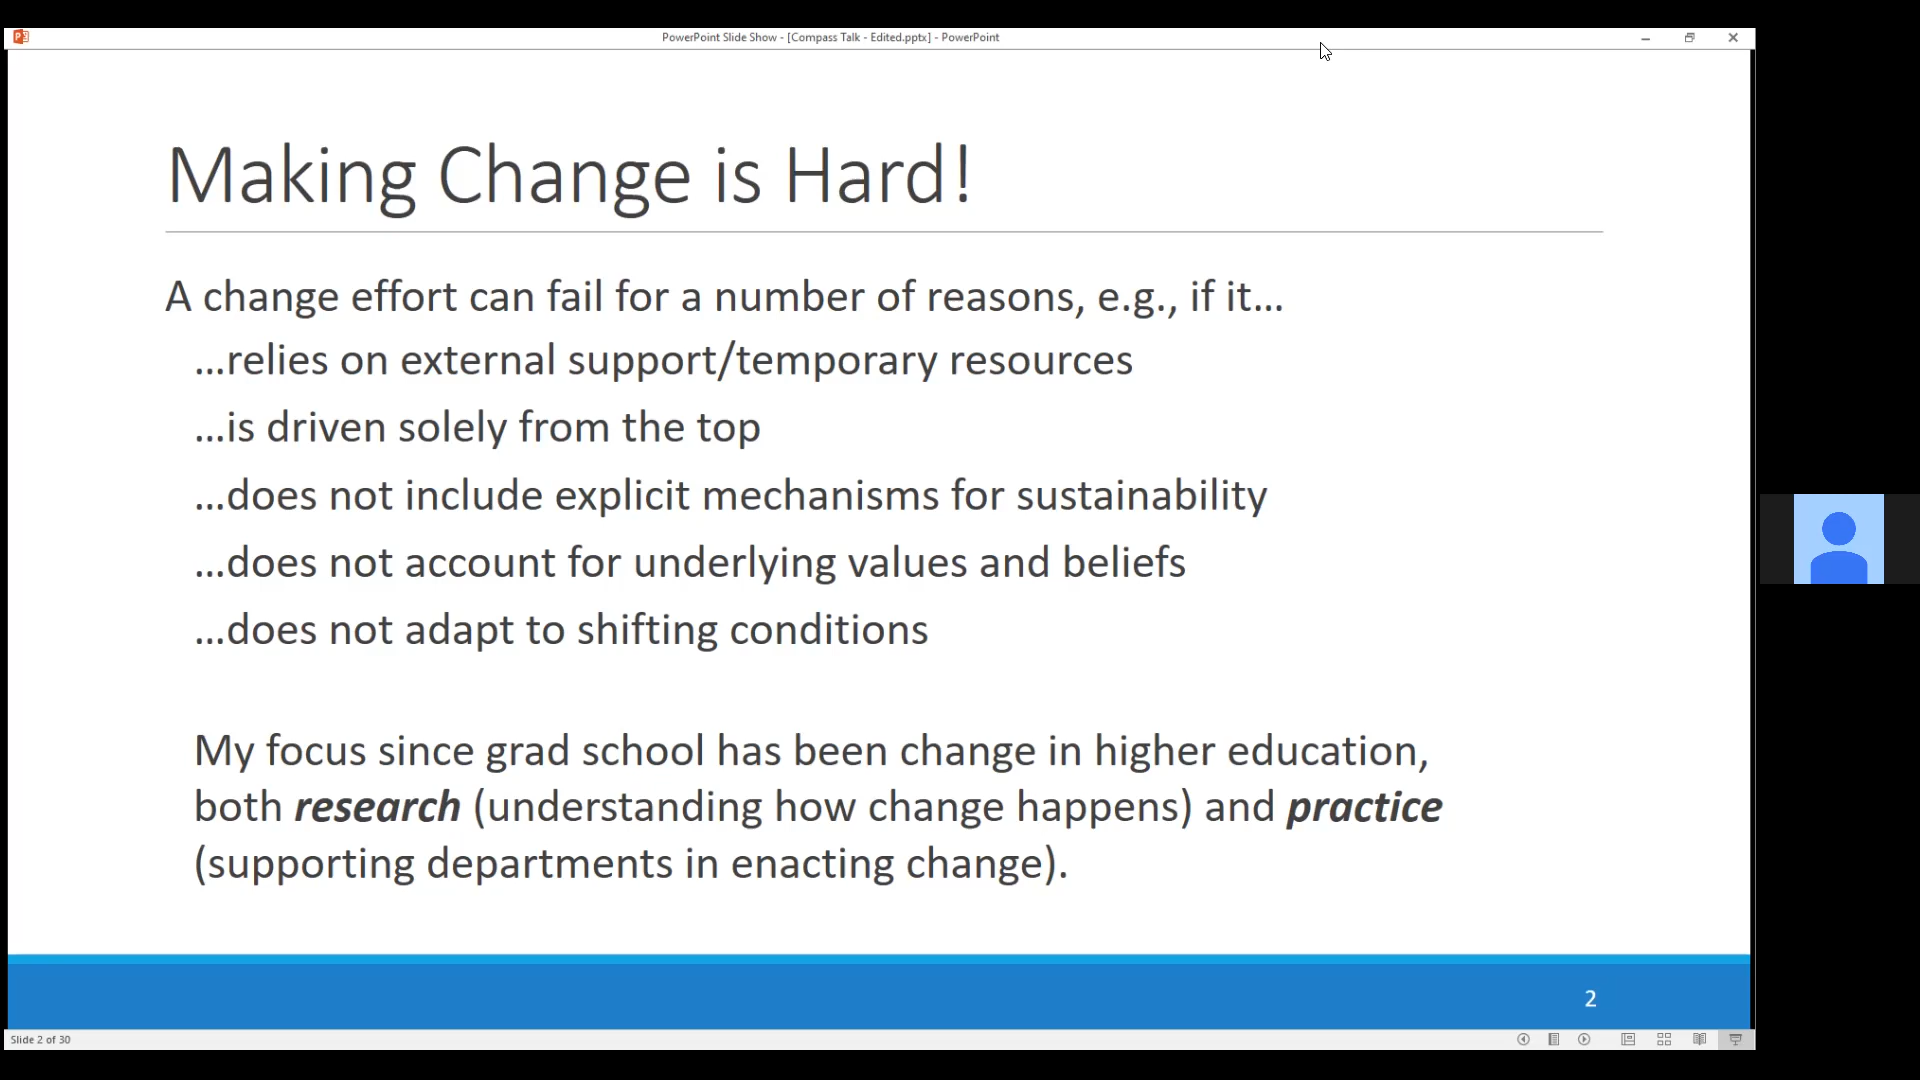 PowerPoint Slide Show - [Compass Talk - Edited.pptx] - PowerPoint
Making Change is Hard!
A change effort can fail for a number of reasons, e.g., if it…
…relies on external support/temporary resources
…is driven solely from the top
…does not include explicit mechanisms for sustainability
…does not account for underlying values and beliefs
…does not adapt to shifting conditions
My focus since grad school has been change in higher education,
both research (understanding how change happens) and practice
(supporting departments in enacting change).
2
Slide 2 of 30